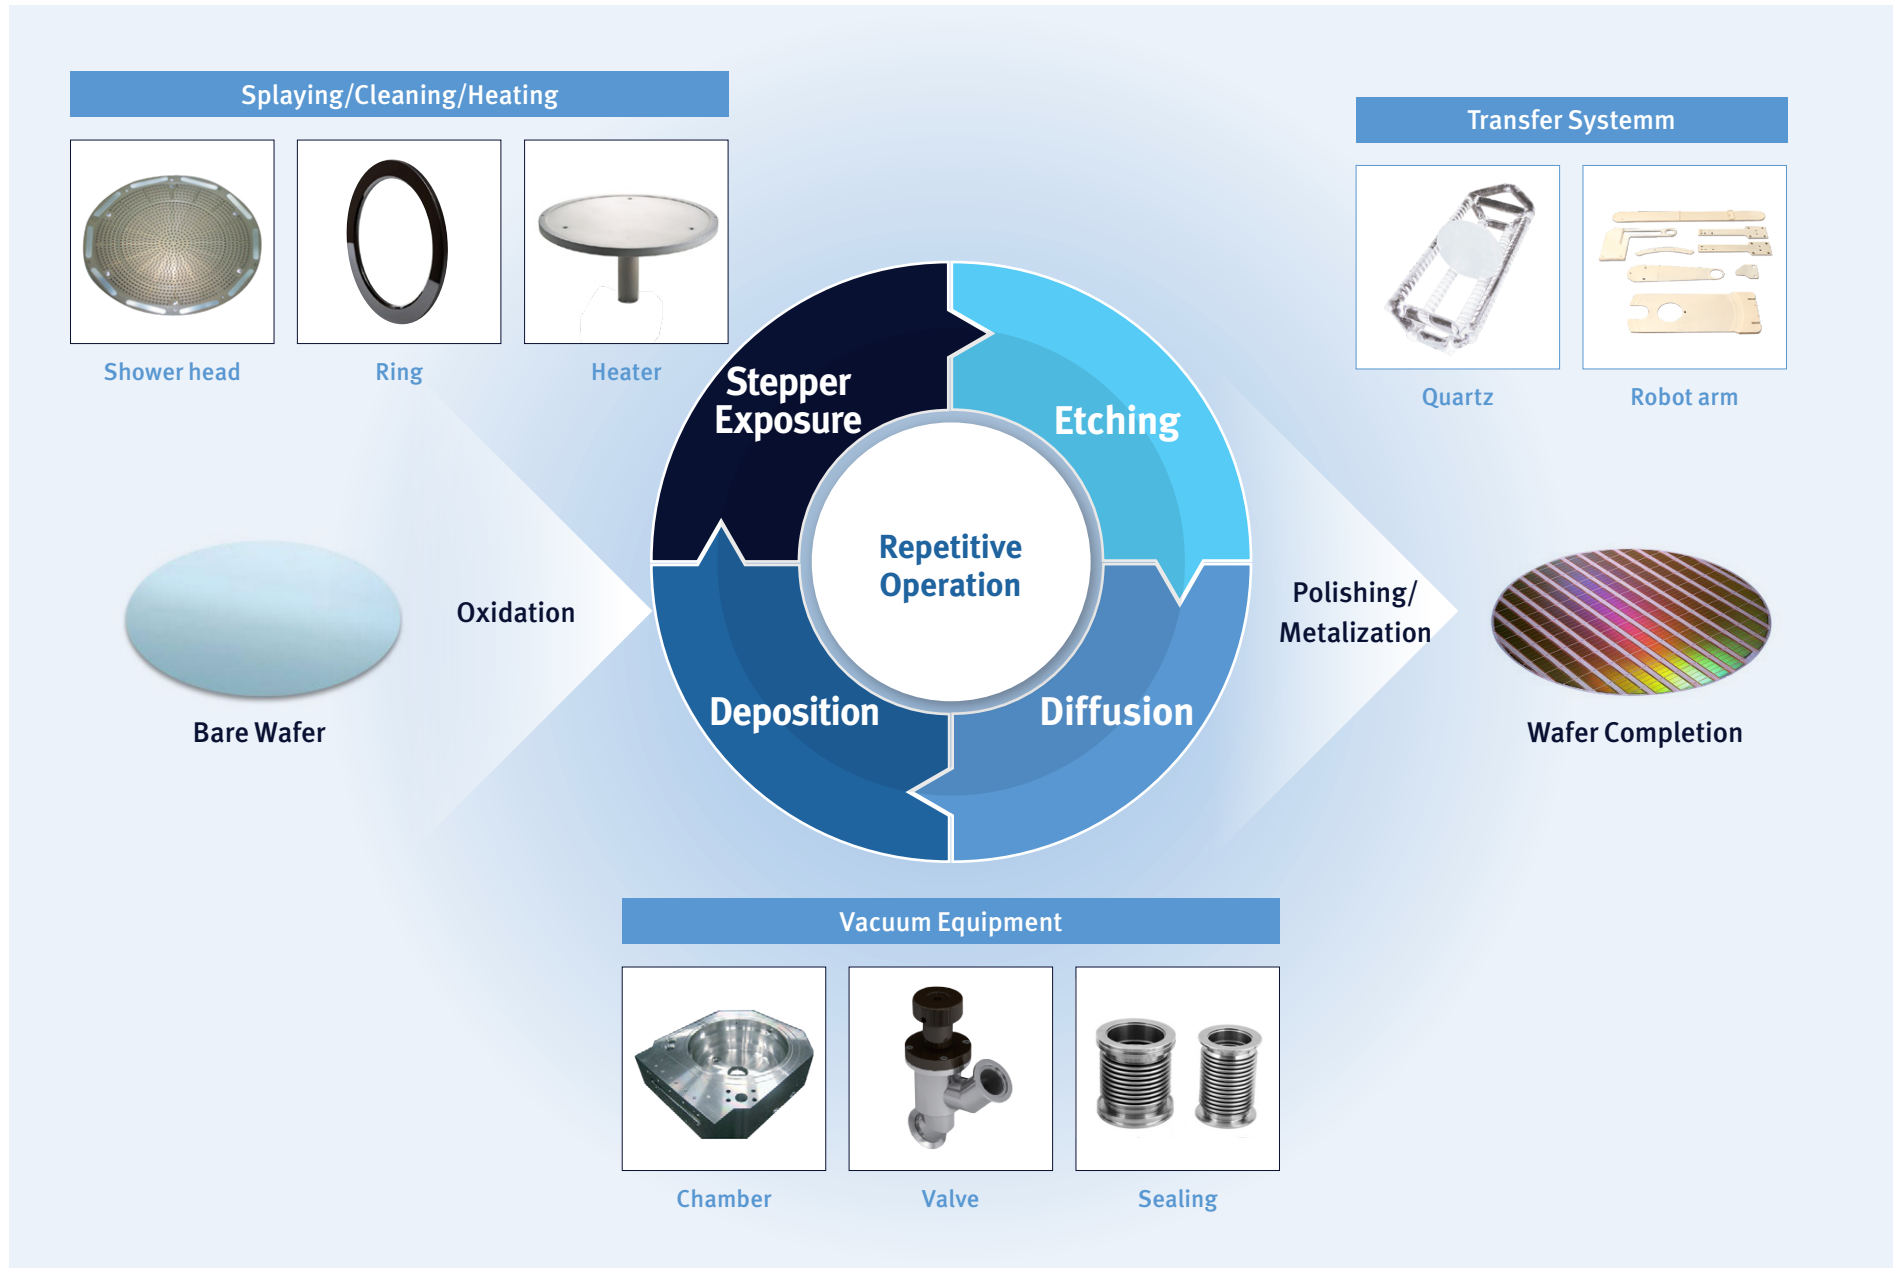 Splaying/Cleaning/Heating
Shower head
Ring
Heater
Transfer Systemm
Quartz
Robot arm
Bare Wafer
Oxidation
Stepper
Exposure
Etching
Repetitive
Operation
Deposition
Diffusion
Polishing/
Metalization
Wafer Completion
Vacuum Equipment
Chamber
Valve
Sealing